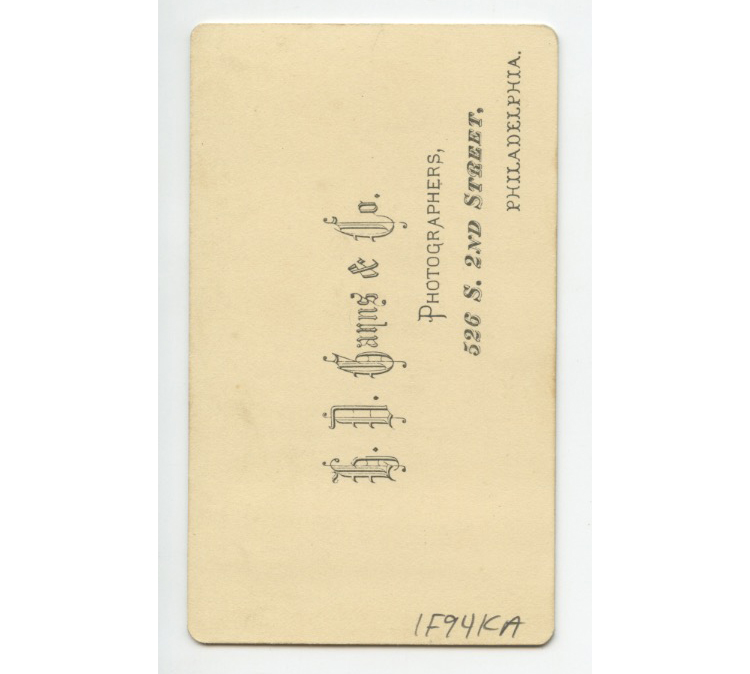 H. D. Garns & Co.
PHOTOGRAPHERS,
526 S. 2ND STREET,
PHILADELPHIA.
1F94KA